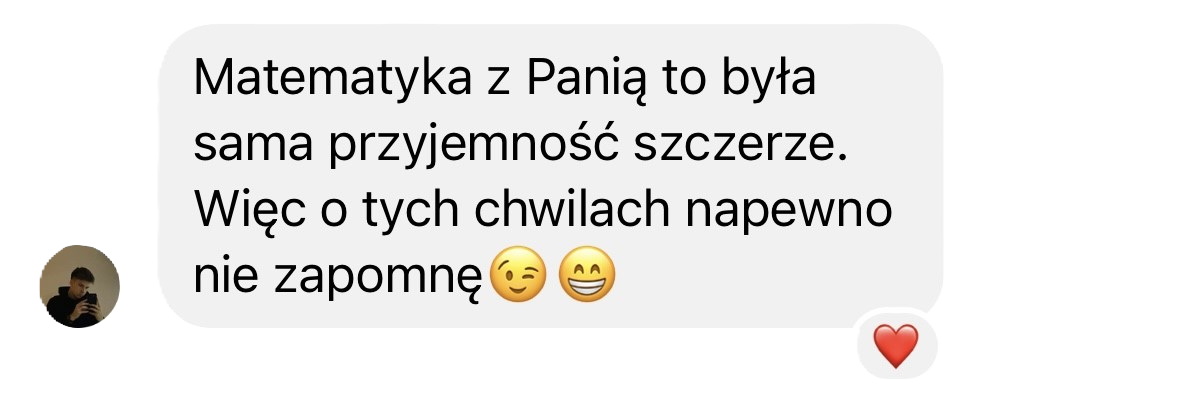 Matematyka z Panią to była
sama przyjemność szczerze.
Więc o tych chwilach napewno
nie zapomnę😉😁